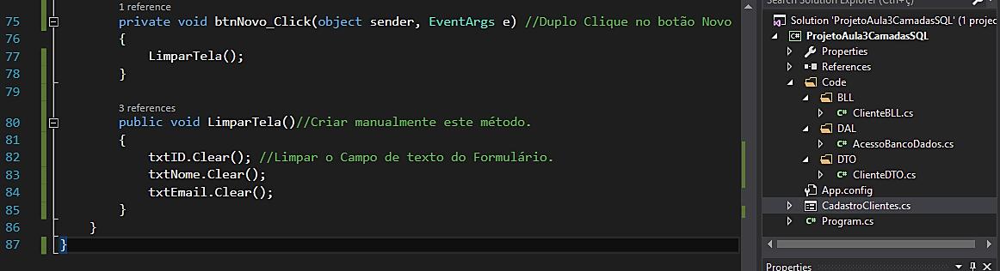 Search Solution Explorer (Ctrl+ç)
1 reference
75 private void btnNovo_Click(object sender, EventArgs e) //Duplo Clique no botão Novo
76 {
77 LimparTela();
78 }
79
3 references
80 public void LimparTela()//Criar manualmente este método.
81 {
82 txtID.Clear(); //Limpar o Campo de texto do Formulário.
83 txtNome.Clear();
84 txtEmail.Clear();
85 }
86 }
87 }
Solution 'ProjetoAula3CamadasSQL' (1 projec
C# ProjetoAula3CamadasSQL
Properties
References
Code
BLL
C# ClienteBLL.cs
DAL
C# AcessoBancoDados.cs
DTO
C# ClienteDTO.cs
App.config
CadastroClientes.cs
C# Program.cs
Properties